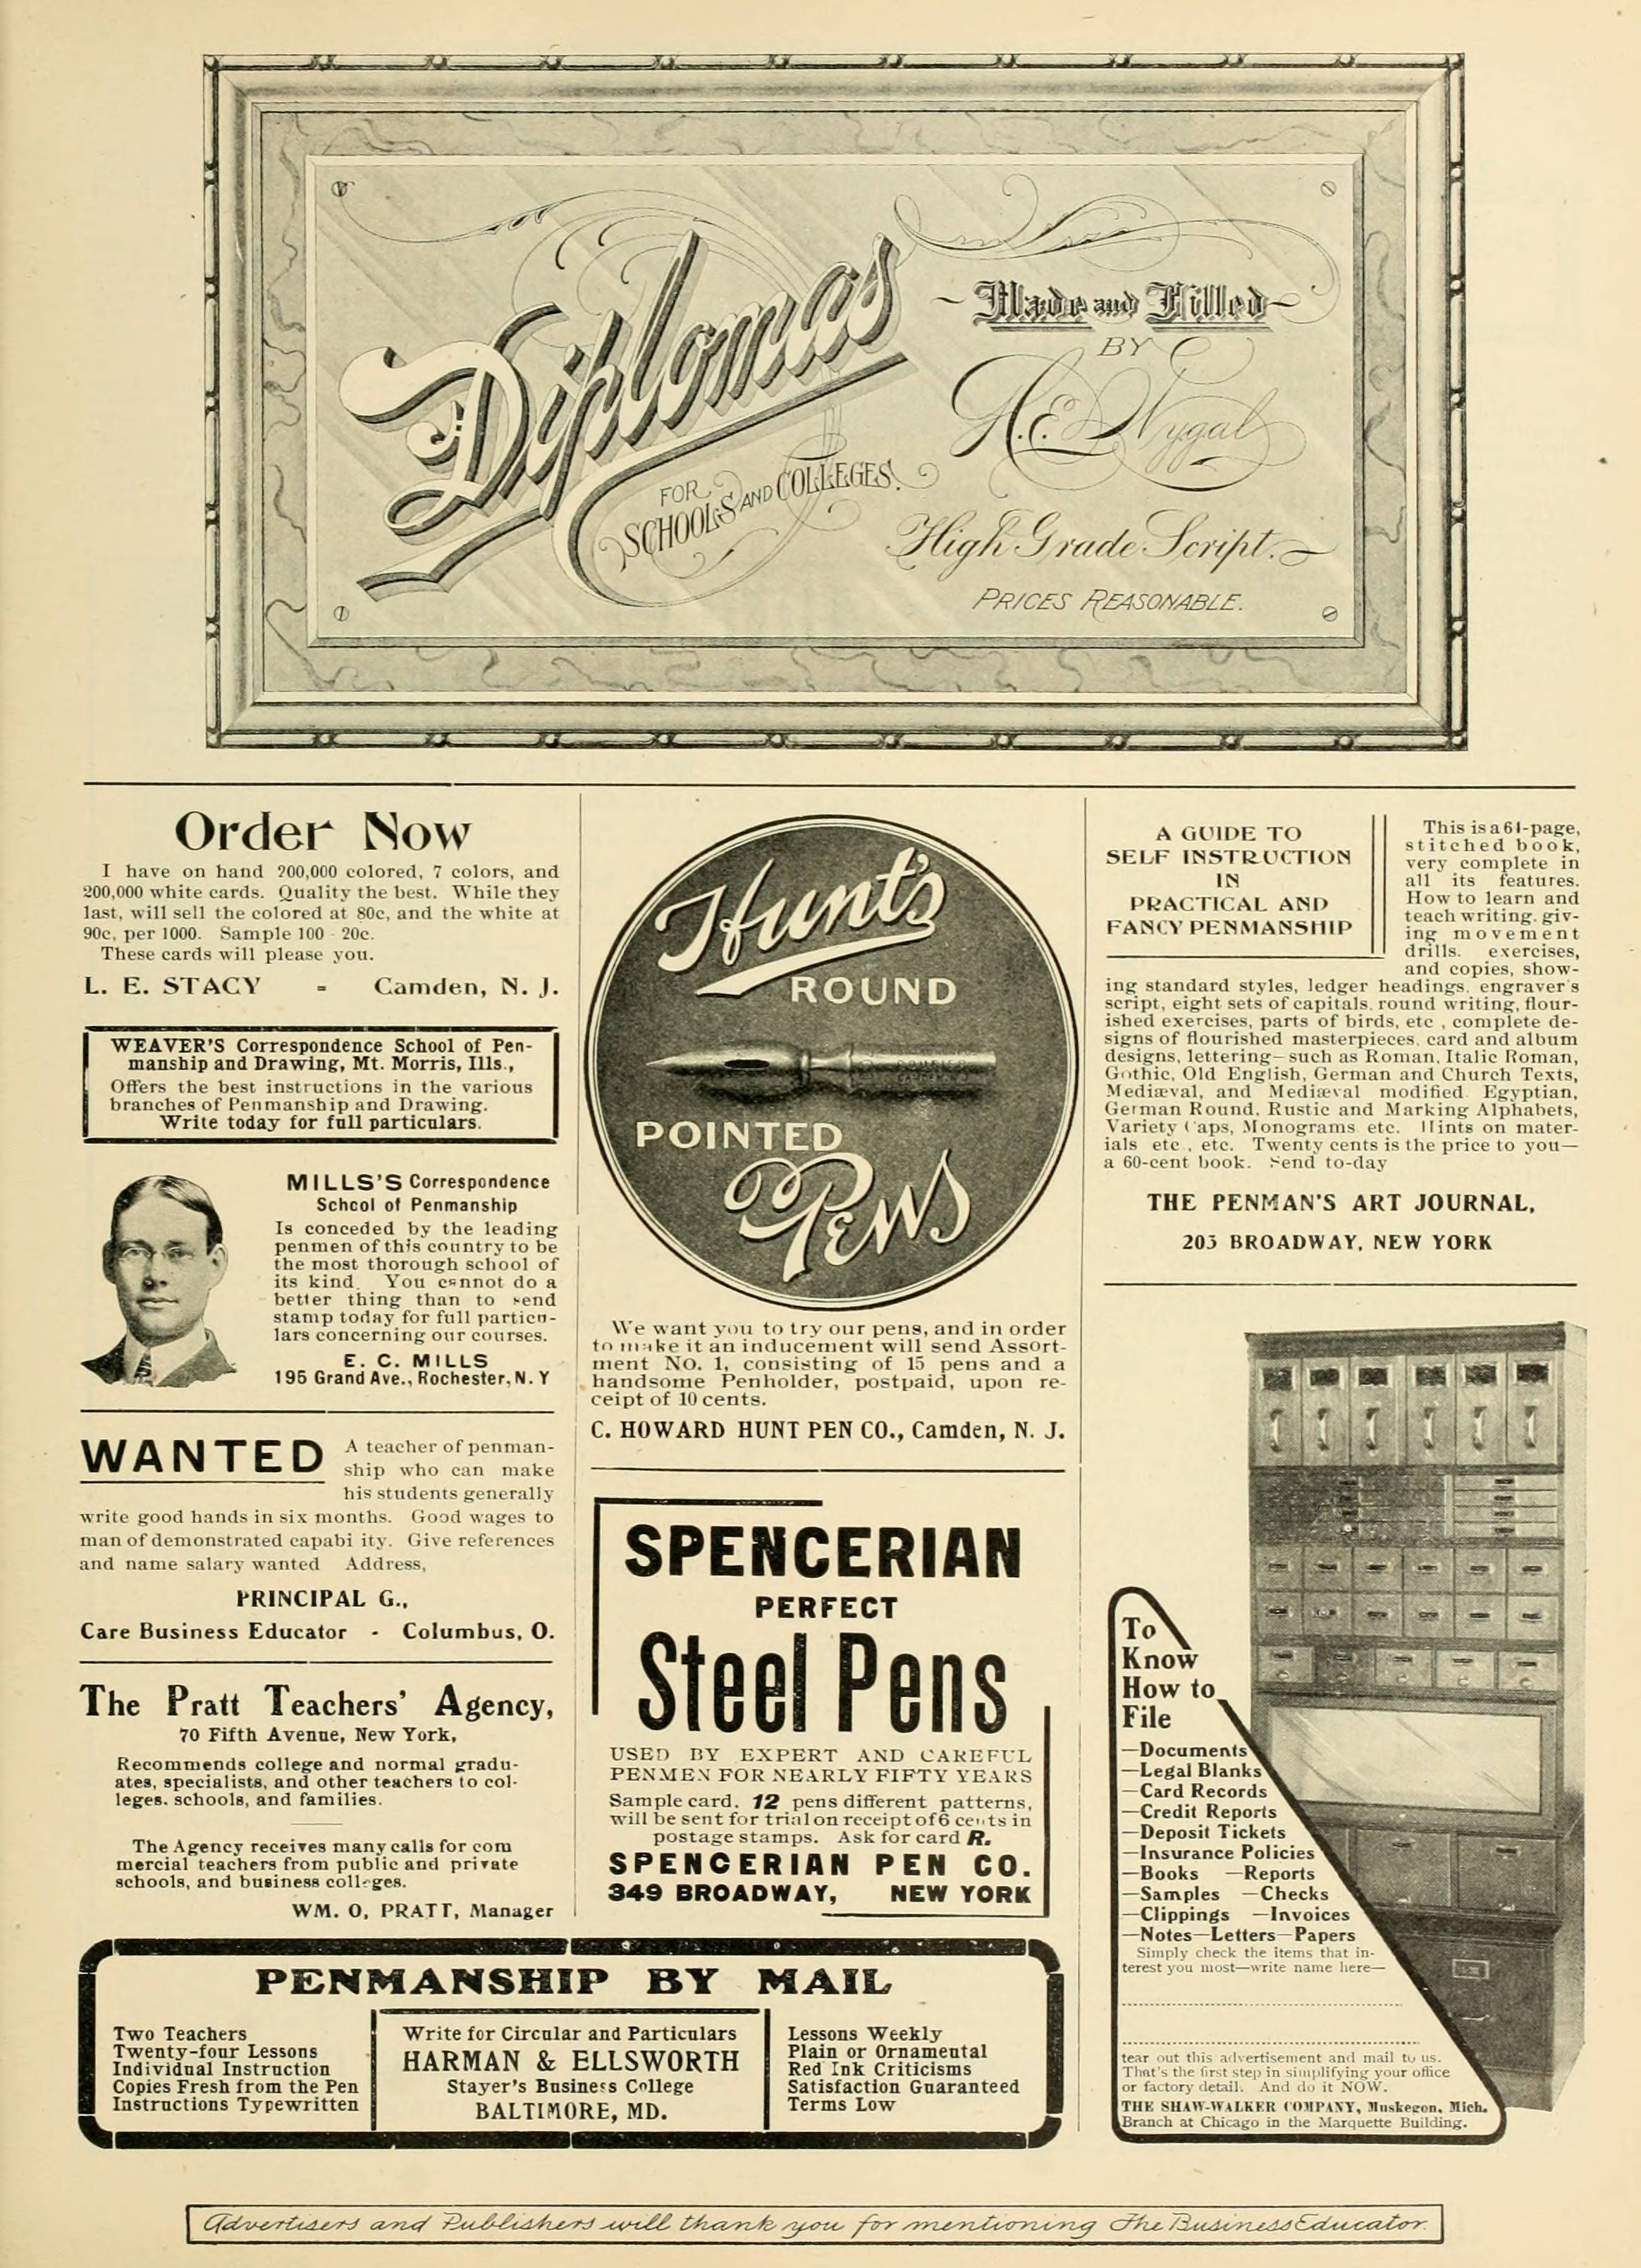 Diplomas
FOR
SCHOOLS AND COLLEGES.
Made and Filled
BY
High Grade Script.
PRICES REASONABLE.
Order Now
I have on hand 200,000 colored, 7 colors, and
200,000 white cards. Quality the best. While they
last, will sell the colored at 80c, and the white at
90c, per 1000. Sample 100 - 20c.
These cards will please you.
L. E. STACY - Camden, N. J.
WEAVER'S Correspondence School of Pen-
manship and Drawing, Mt. Morris, Ills.,
Offers the best instructions in the various
branches of Penmanship and Drawing.
Write today for full particulars.
MILLS'S Correspondence
School of Penmanship
Is conceded by the leading
penmen of this country to be
the most thorough school of
its kind. You cannot do a
better thing than to send
stamp today for full particu-
lars concerning our courses.
E. C. MILLS
195 Grand Ave., Rochester, N. Y
WANTED
A teacher of penman-
ship who can make
his students generally
write good hands in six months. Good wages to
man of demonstrated capabi ity. Give references
and name salary wanted Address,
PRINCIPAL G.,
Care Business Educator - Columbus, O.
The Pratt Teachers' Agency,
70 Fifth Avenue, New York,
Recommends college and normal gradu-
ates, specialists, and other teachers to col-
leges. schools, and families.
The Agency receives many calls for com
mercial teachers from public and private
schools, and business colleges.
WM. O, PRATT, Manager
Hunt's
ROUND
POINTED
PENS
We want you to try our pens, and in order
to make it an inducement will send Assort-
ment No. 1, consisting of 15 pens and a
handsome Penholder, postpaid, upon re-
ceipt of 10 cents.
C. HOWARD HUNT PEN CO., Camden, N. J.
SPENCERIAN
PERFECT
Steel Pens
USED BY EXPERT AND CAREFUL
PENMEN FOR NEARLY FIFTY YEARS
Sample card, 12 pens different patterns,
will be sent for trial on receipt of 6 cents in
postage stamps. Ask for card R.
SPENCERIAN PEN CO.
349 BROADWAY, NEW YORK
A GUIDE TO
SELF INSTRUCTION
IN
PRACTICAL AND
FANCY PENMANSHIP
This is a 64-page,
stitched book,
very complete in
all its features.
How to learn and
teach writing. giv-
ing movement
drills. exercises,
and copies, show-
ing standard styles, ledger headings, engraver's
script, eight sets of capitals, round writing, flour-
ished exercises, parts of birds, etc , complete de-
signs of flourished masterpieces, card and album
designs, lettering—such as Roman, Italic Roman,
Gothic, Old English, German and Church Texts,
Mediæval, and Mediæval modified Egyptian,
German Round, Rustic and Marking Alphabets,
Variety Caps, Monograms etc. Hints on mater-
ials etc., etc. Twenty cents is the price to you—
a 60-cent book. Send to-day
THE PENMAN'S ART JOURNAL,
203 BROADWAY, NEW YORK
To
Know
How to
File
—Documents
—Legal Blanks
—Card Records
—Credit Reports
—Deposit Tickets
—Insurance Policies
—Books —Reports
—Samples —Checks
—Clippings —Invoices
—Notes—Letters—Papers
Simply check the items that in-
terest you most—write name here—
tear out this advertisement and mail to us.
That's the first step in simplifying your office
or factory detail. And do it NOW.
THE SHAW-WALKER COMPANY, Muskegon, Mich.
Branch at Chicago in the Marquette Building.
PENMANSHIP BY MAIL
Two Teachers
Twenty-four Lessons
Individual Instruction
Copies Fresh from the Pen
Instructions Typewritten
Write for Circular and Particulars
HARMAN & ELLSWORTH
Stayer's Business College
BALTIMORE, MD.
Lessons Weekly
Plain or Ornamental
Red Ink Criticisms
Satisfaction Guaranteed
Terms Low
Advertisers and Publishers will thank you for mentioning The Business Educator.